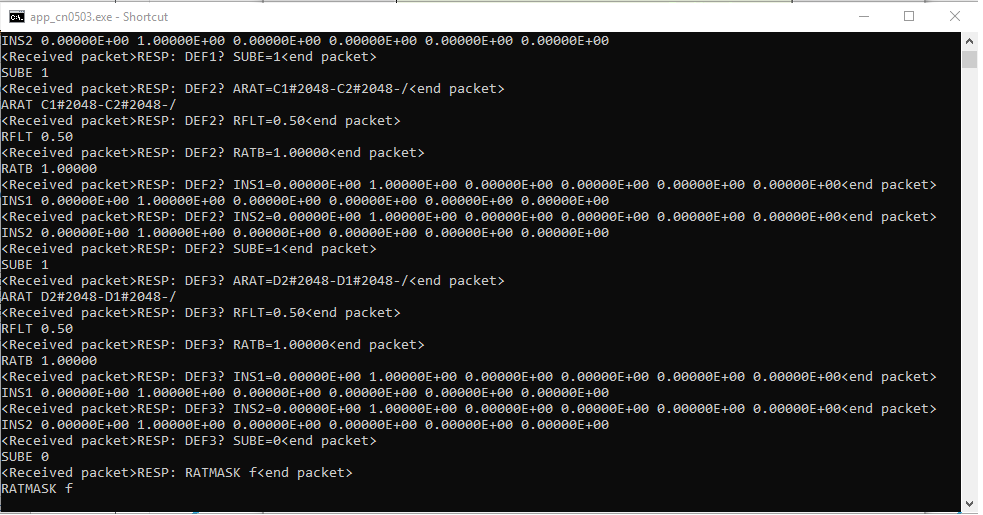 app_cn0503.exe - Shortcut
INS2 0.00000E+00 1.00000E+00 0.00000E+00 0.00000E+00 0.00000E+00 0.00000E+00
<Received packet>RESP: DEF1? SUBE=1<end packet>
SUBE 1
<Received packet>RESP: DEF2? ARAT=C1#2048-C2#2048-/<end packet>
ARAT C1#2048-C2#2048-/
<Received packet>RESP: DEF2? RFLT=0.50<end packet>
RFLT 0.50
<Received packet>RESP: DEF2? RATB=1.00000<end packet>
RATB 1.00000
<Received packet>RESP: DEF2? INS1=0.00000E+00 1.00000E+00 0.00000E+00 0.00000E+00 0.00000E+00 0.00000E+00<end packet>
INS1 0.00000E+00 1.00000E+00 0.00000E+00 0.00000E+00 0.00000E+00 0.00000E+00
<Received packet>RESP: DEF2? INS2=0.00000E+00 1.00000E+00 0.00000E+00 0.00000E+00 0.00000E+00 0.00000E+00<end packet>
INS2 0.00000E+00 1.00000E+00 0.00000E+00 0.00000E+00 0.00000E+00 0.00000E+00
<Received packet>RESP: DEF2? SUBE=1<end packet>
SUBE 1
<Received packet>RESP: DEF3? ARAT=D2#2048-D1#2048-/<end packet>
ARAT D2#2048-D1#2048-/
<Received packet>RESP: DEF3? RFLT=0.50<end packet>
RFLT 0.50
<Received packet>RESP: DEF3? RATB=1.00000<end packet>
RATB 1.00000
<Received packet>RESP: DEF3? INS1=0.00000E+00 1.00000E+00 0.00000E+00 0.00000E+00 0.00000E+00 0.00000E+00<end packet>
INS1 0.00000E+00 1.00000E+00 0.00000E+00 0.00000E+00 0.00000E+00 0.00000E+00
<Received packet>RESP: DEF3? INS2=0.00000E+00 1.00000E+00 0.00000E+00 0.00000E+00 0.00000E+00 0.00000E+00<end packet>
INS2 0.00000E+00 1.00000E+00 0.00000E+00 0.00000E+00 0.00000E+00 0.00000E+00
<Received packet>RESP: DEF3? SUBE=0<end packet>
SUBE 0
<Received packet>RESP: RATMASK f<end packet>
RATMASK f